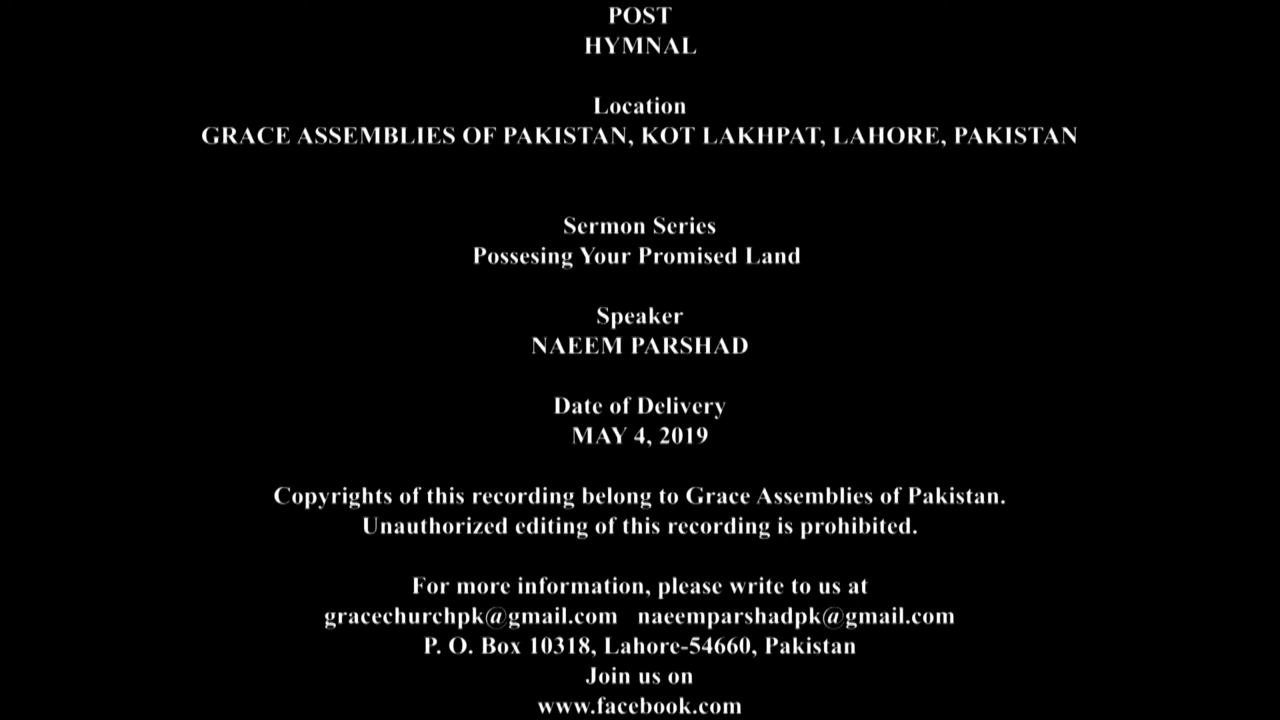 POST
HYMNAL
Location
GRACE ASSEMBLIES OF PAKISTAN, KOT LAKHPAT, LAHORE, PAKISTAN
Sermon Series
Possesing Your Promised Land
Speaker
NAEEM PARSHAD
Date of Delivery
MAY 4, 2019
Copyrights of this recording belong to Grace Assemblies of Pakistan.
Unauthorized editing of this recording is prohibited.
For more information, please write to us at
gracechurchpk@gmail.com naeemparshadpk@gmail.com
P. O. Box 10318, Lahore-54660, Pakistan
Join us on
www.facebook.com